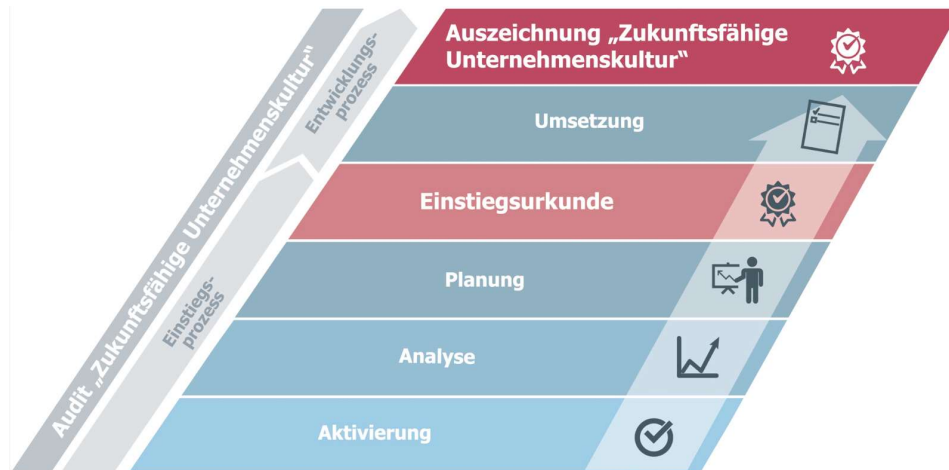 Auszeichnung „Zukunftsfähige
Unternehmenskultur“
Umsetzung
Einstiegsurkunde
Planung
Analyse
Aktivierung
Entwicklungs-
prozess
Einstiegs-
prozess
Audit „Zukunftsfähige Unternehmenskultur“